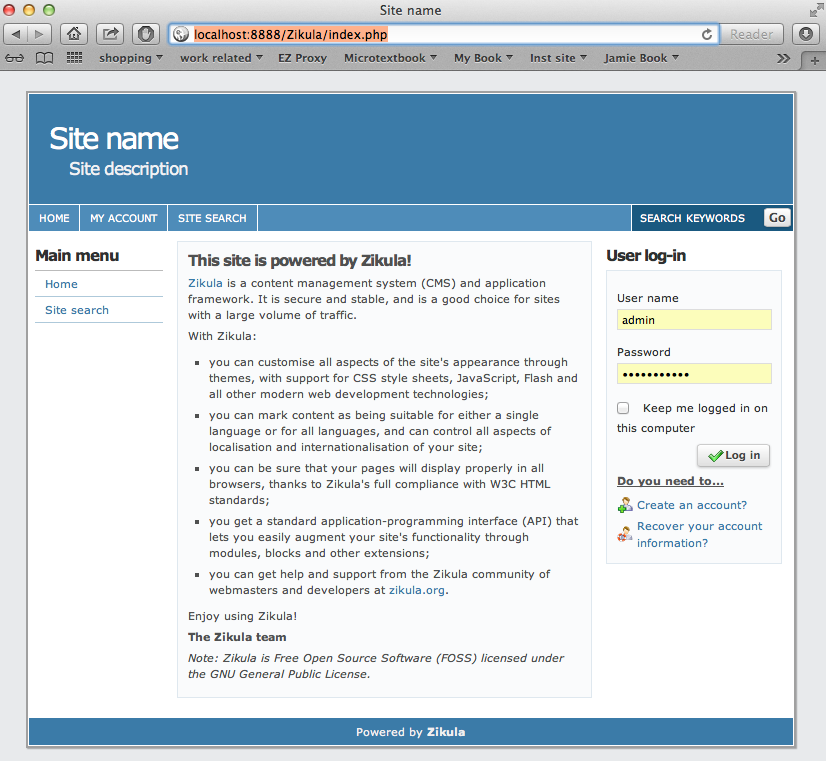 Site name
localhost:8888/Zikula/index.php
Reader
shopping
work related
EZ Proxy
Microtextbook
My Book
Inst site
Jamie Book
Site name
Site description
HOME
MY ACCOUNT
SITE SEARCH
SEARCH KEYWORDS
Go
Main menu
Home
Site search
This site is powered by Zikula!
Zikula is a content management system (CMS) and application
framework. It is secure and stable, and is a good choice for sites
with a large volume of traffic.
With Zikula:
you can customise all aspects of the site's appearance through
themes, with support for CSS style sheets, JavaScript, Flash and
all other modern web development technologies;
you can mark content as being suitable for either a single
language or for all languages, and can control all aspects of
localisation and internationalisation of your site;
you can be sure that your pages will display properly in all
browsers, thanks to Zikula's full compliance with W3C HTML
standards;
you get a standard application-programming interface (API) that
lets you easily augment your site's functionality through
modules, blocks and other extensions;
you can get help and support from the Zikula community of
webmasters and developers at zikula.org.
Enjoy using Zikula!
The Zikula team
Note: Zikula is Free Open Source Software (FOSS) licensed under
the GNU General Public License.
User log-in
User name
admin
Password
•••••••••••
Keep me logged in on
this computer
Log in
Do you need to...
Create an account?
Recover your account
information?
Powered by Zikula